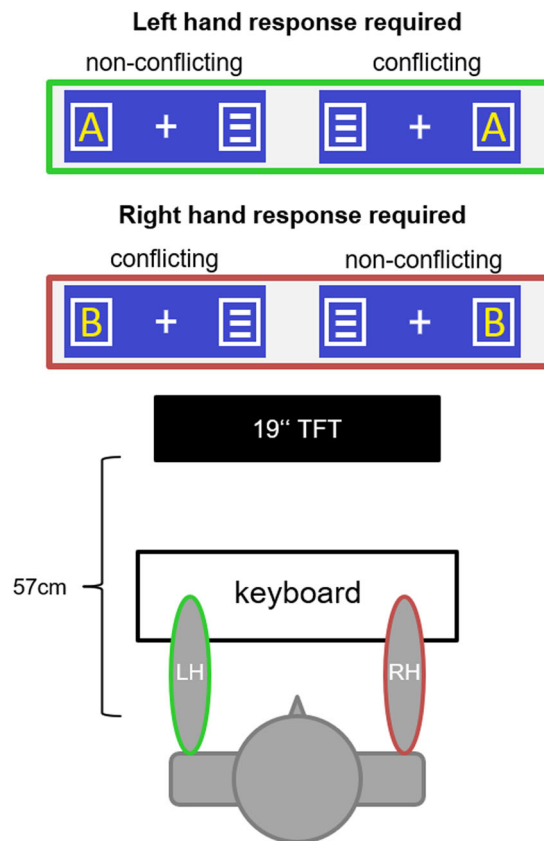 Left hand response required
non-conflicting conflicting
A + + A
Right hand response required
conflicting non-conflicting
B + + B
19“ TFT
57cm
keyboard
LH RH